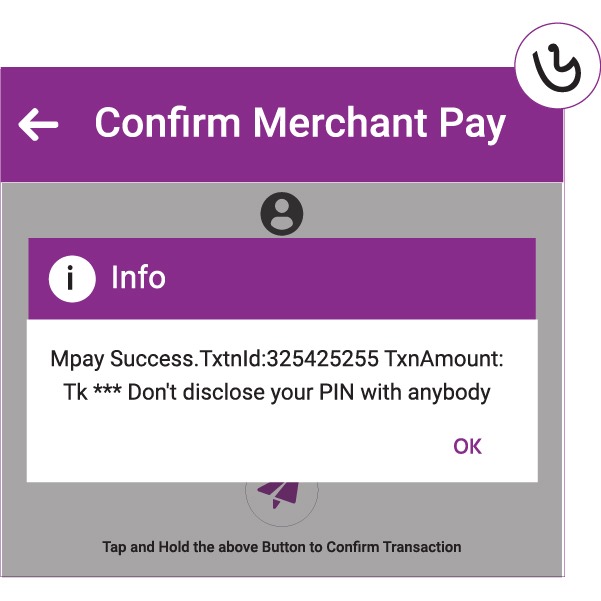 ৬
Confirm Merchant Pay
i Info
Mpay Success.TxtnId:325425255 TxnAmount:
Tk *** Don't disclose your PIN with anybody
OK
Tap and Hold the above Button to Confirm Transaction